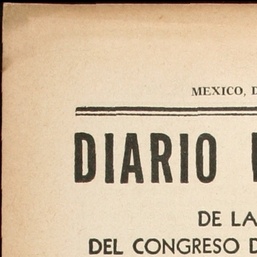 MEXICO, D
DIARIO
DE LA
DEL CONGRESO D